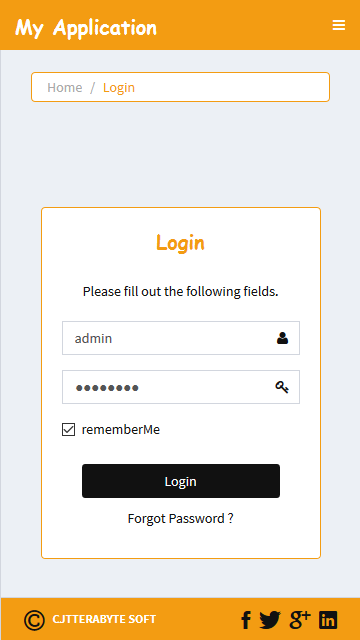 My Application
Home / Login
Login
Please fill out the following fields.
admin
●●●●●●●●
rememberMe
Login
Forgot Password ?
© CJTTERABYTE SOFT